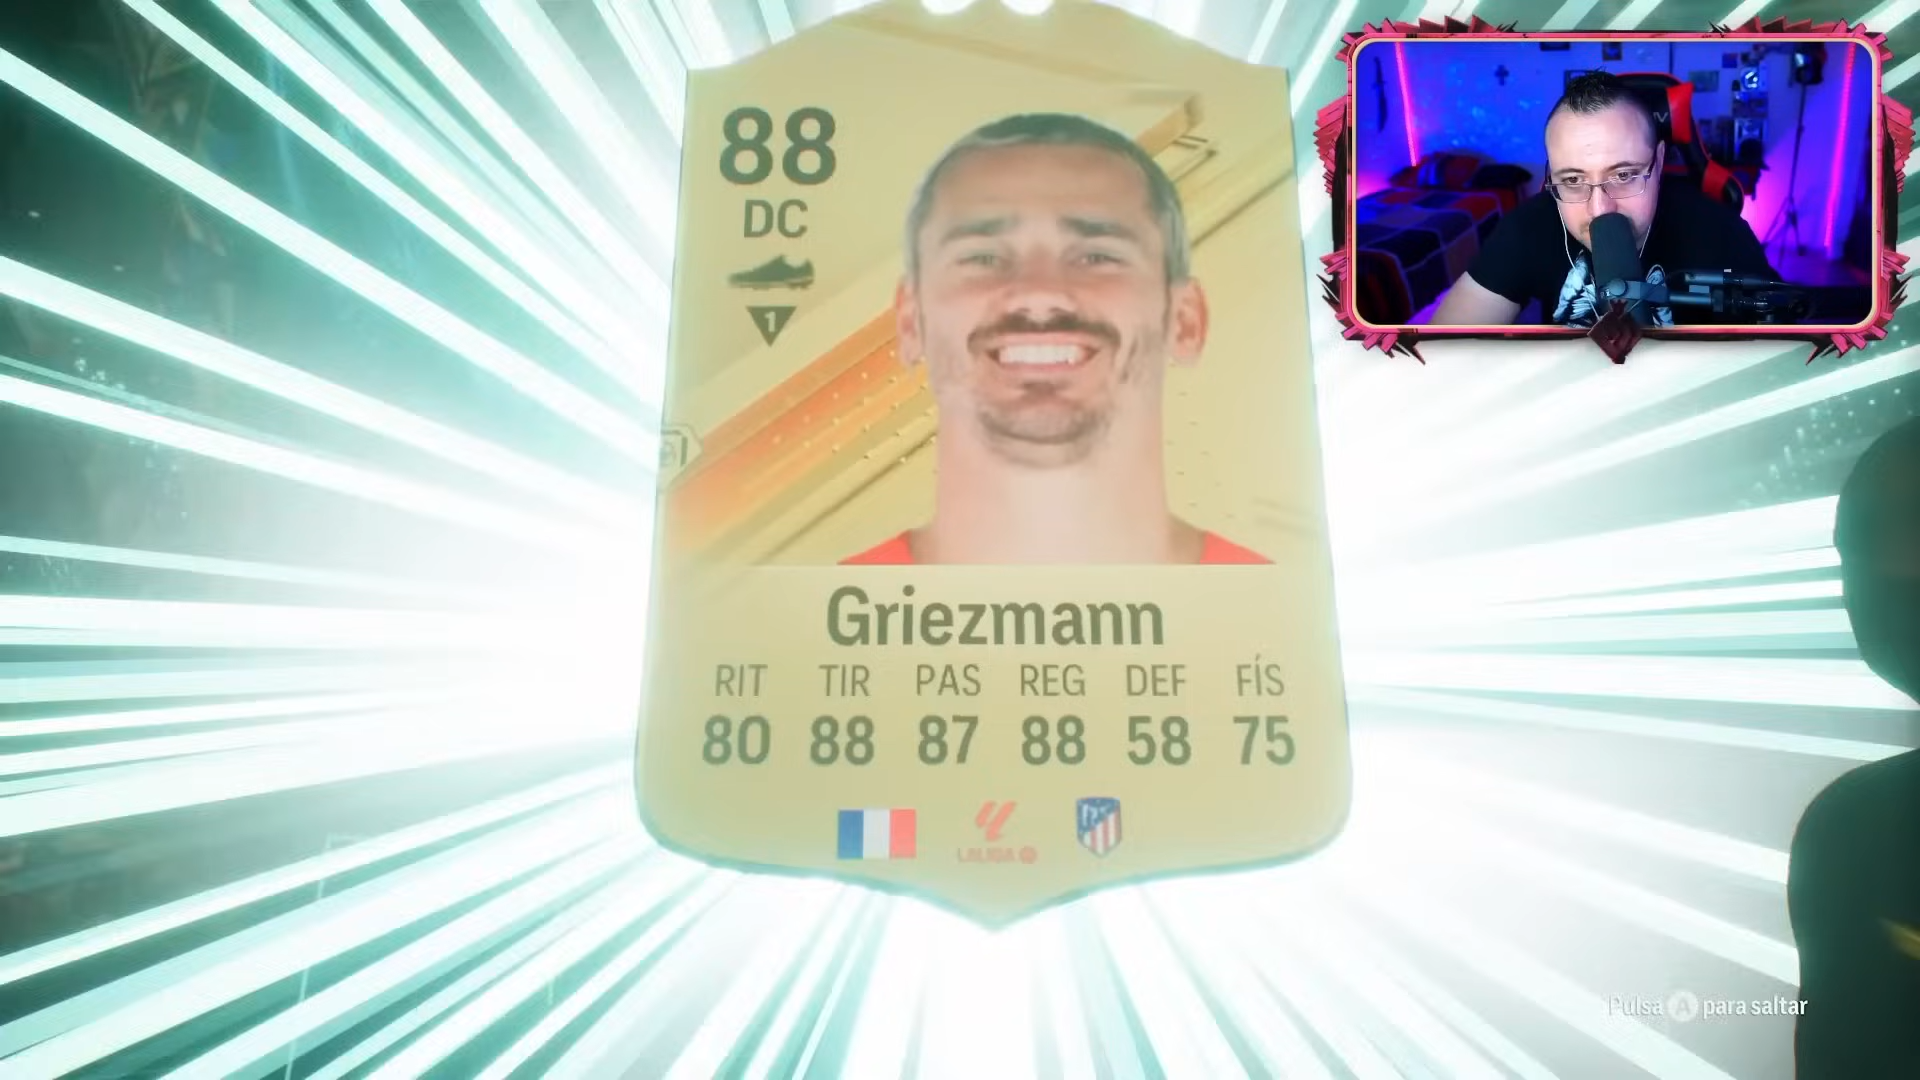 88
DC
1
Griezmann
RIT TIR PAS REG DEF FÍS
80 88 87 88 58 75
LALIGA
Pulsa A para saltar